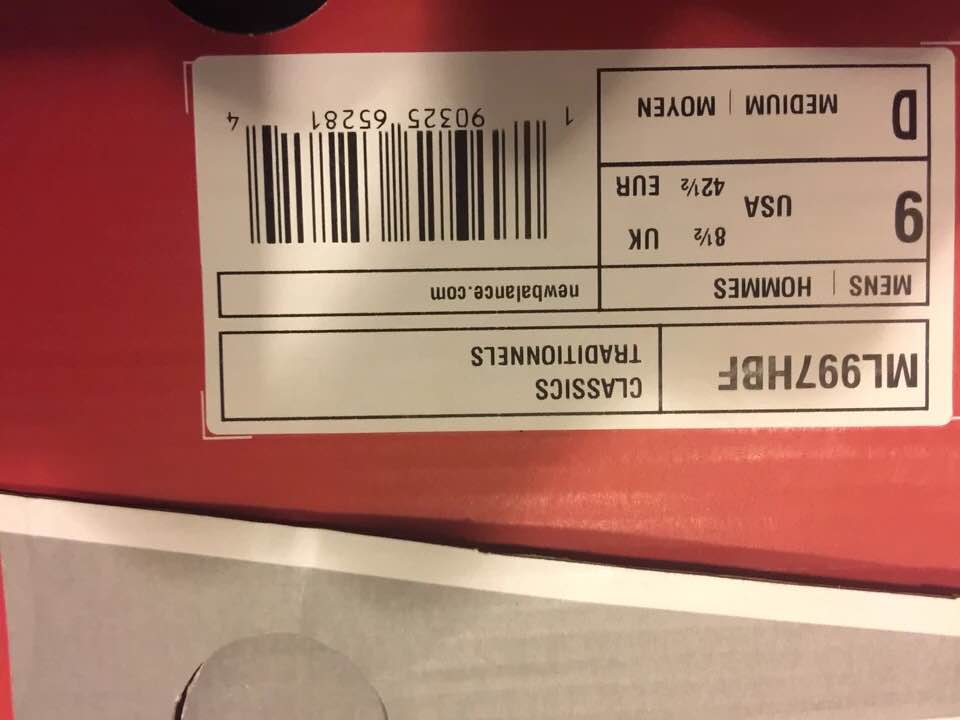 ML997HBF
CLASSICS
TRADITIONNELS
MENS | HOMMES
newbalance.com
9 USA
8½ UK
42½ EUR
D MEDIUM | MOYEN
1 90325 65281 4